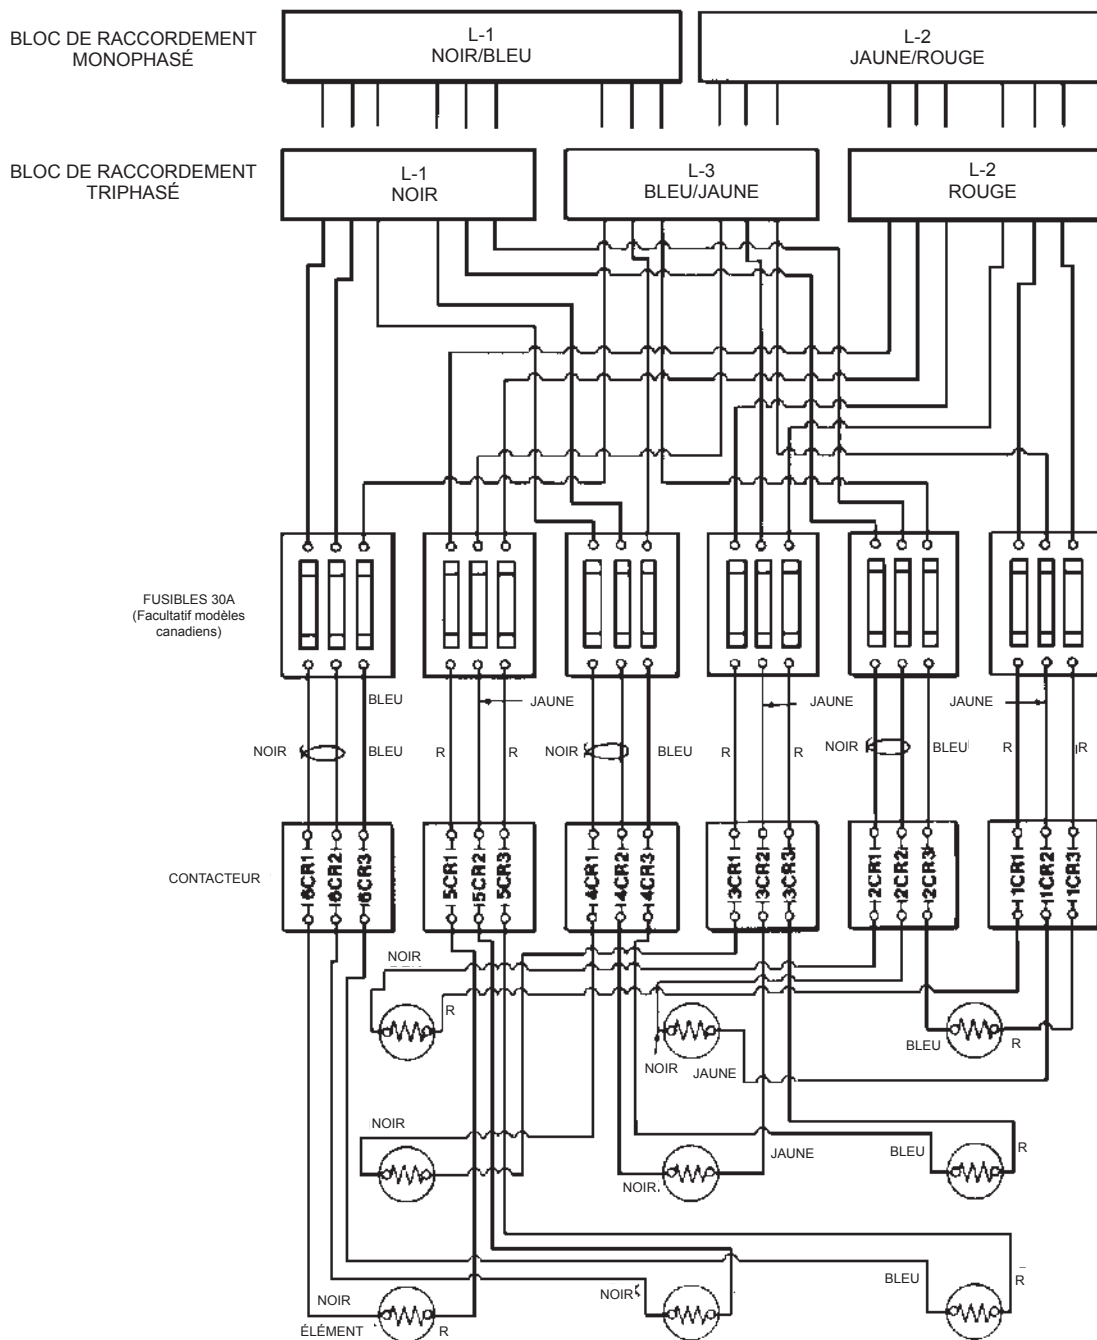 BLOC DE RACCORDEMENT
MONOPHASÉ
L-1
NOIR/BLEU
L-2
JAUNE/ROUGE
BLOC DE RACCORDEMENT
TRIPHASÉ
L-1
NOIR
L-3
BLEU/JAUNE
L-2
ROUGE
FUSIBLES 30A
(Facultatif modèles
canadiens)
BLEU
JAUNE
JAUNE
JAUNE
NOIR
BLEU
R
R
NOIR
BLEU
R
R
NOIR
BLEU
R
R
CONTACTEUR
6CR1
6CR2
6CR3
5CR1
5CR2
5CR3
4CR1
4CR2
4CR3
3CR1
3CR2
3CR3
2CR1
2CR2
2CR3
1CR1
1CR2
1CR3
NOIR
R
NOIR
JAUNE
BLEU
R
NOIR
NOIR
JAUNE
BLEU
R
NOIR
ÉLÉMENT
R
NOIR
BLEU
R